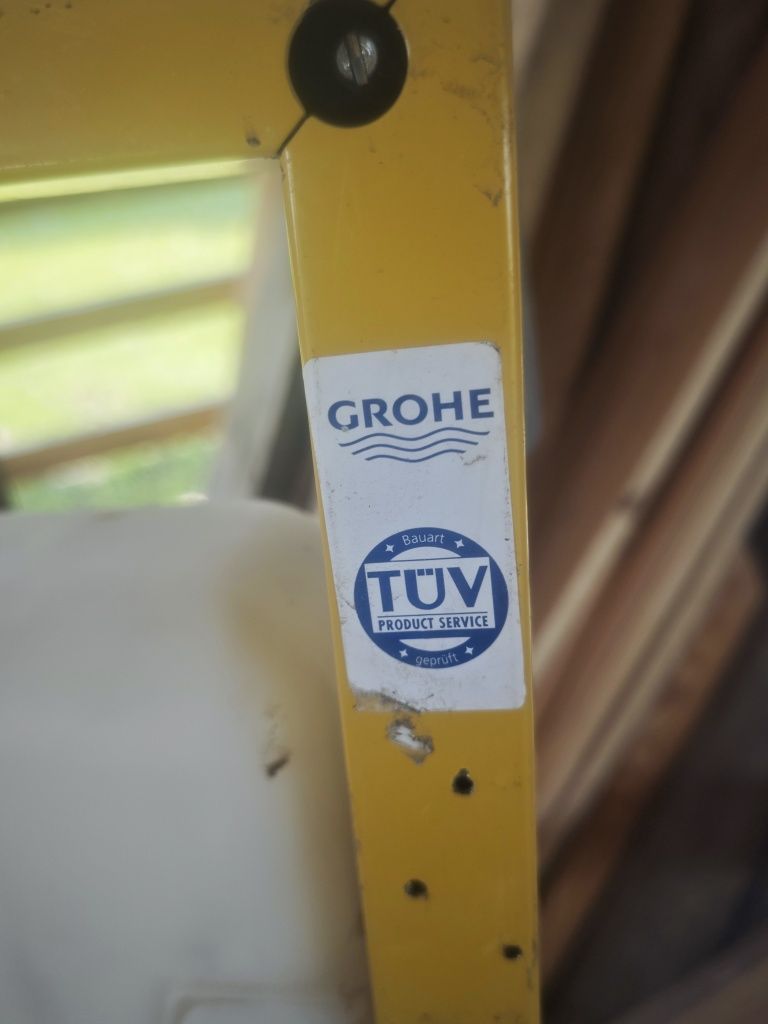 GROHE
Bauart
TÜV
PRODUCT SERVICE
geprüft